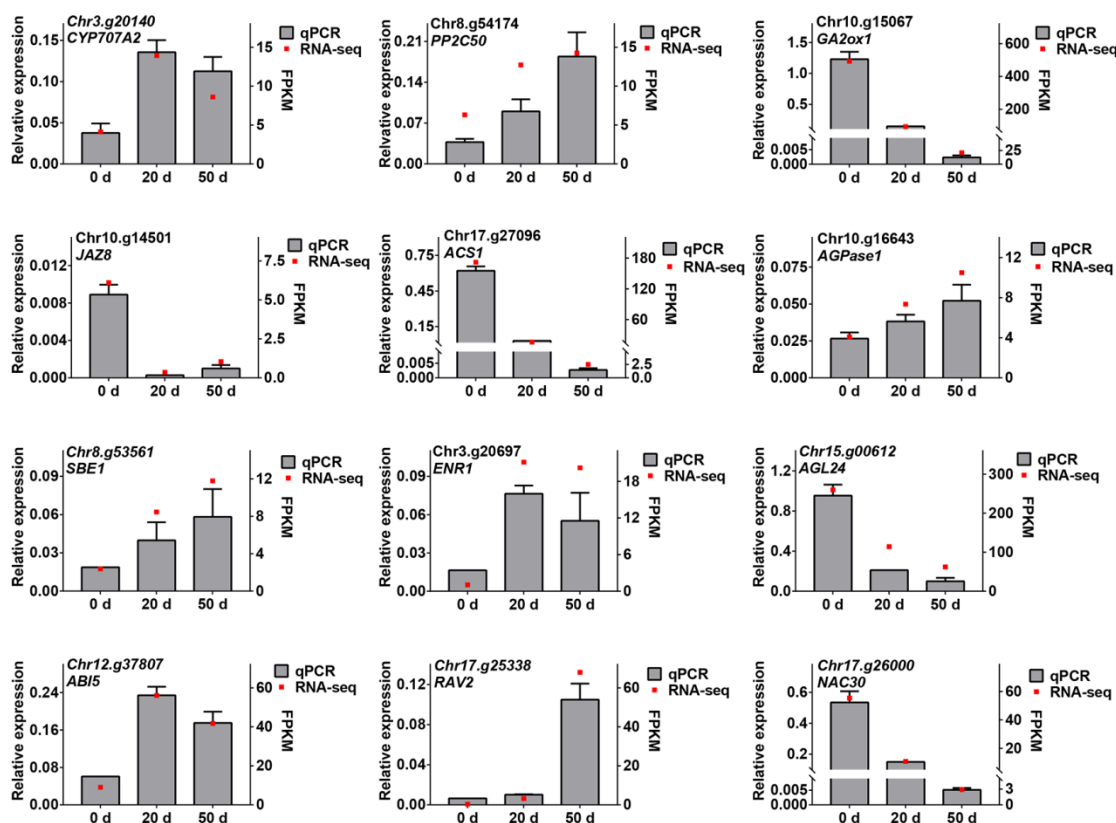 Chr3.g20140
CYP707A2
qPCR
RNA-seq
Relvative expression
0.15
0.10
0.05
0.00
15
10
5
0
FPKM
0 d 20 d 50 d
Chr8.g54174
PP2C50
qPCR
RNA-seq
Relative expression
0.21
0.14
0.07
0.00
15
10
5
0
FPKM
0 d 20 d 50 d
Chr10.g15067
GA2ox1
qPCR
RNA-seq
Relative expression
1.5
1.0
0.5
0.005
0.000
600
400
200
25
0
FPKM
0 d 20 d 50 d
Chr10.g14501
JAZ8
qPCR
RNA-seq
Relative expression
0.012
0.008
0.004
0.000
7.5
5.0
2.5
0.0
FPKM
0 d 20 d 50 d
Chr17.g27096
ACS1
qPCR
RNA-seq
Relative expression
0.75
0.45
0.15
0.005
0.000
180
120
60
2.5
0.0
FPKM
0 d 20 d 50 d
Chr10.g16643
AGPase1
qPCR
RNA-seq
Relative expression
0.075
0.050
0.025
0.000
12
8
4
0
FPKM
0 d 20 d 50 d
Chr8.g53561
SBE1
qPCR
RNA-seq
Relative expression
0.09
0.06
0.03
0.00
12
8
4
0
FPKM
0 d 20 d 50 d
Chr3.g20697
ENR1
qPCR
RNA-seq
Relative expression
0.09
0.06
0.03
0.00
18
12
6
0
FPKM
0 d 20 d 50 d
Chr15.g00612
AGL24
qPCR
RNA-seq
Relative expression
1.2
0.8
0.4
0.0
300
200
100
0
FPKM
0 d 20 d 50 d
Chr12.g37807
ABI5
qPCR
RNA-seq
Relative expression
0.24
0.16
0.08
0.00
60
40
20
0
FPKM
0 d 20 d 50 d
Chr17.g25338
RAV2
qPCR
RNA-seq
Relative expression
0.12
0.08
0.04
0.00
60
40
20
0
FPKM
0 d 20 d 50 d
Chr17.g26000
NAC30
qPCR
RNA-seq
Relative expression
0.6
0.4
0.2
0.005
0.000
50
10
3
0
FPKM
0 d 20 d 50 d